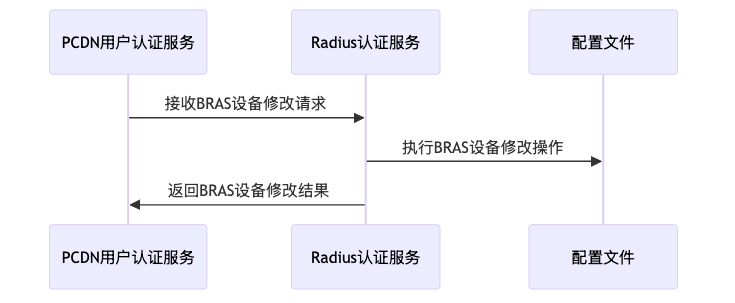 PCDN用户认证服务
Radius认证服务
配置文件
接收BRAS设备修改请求
执行BRAS设备修改操作
返回BRAS设备修改结果
PCDN用户认证服务
Radius认证服务
配置文件